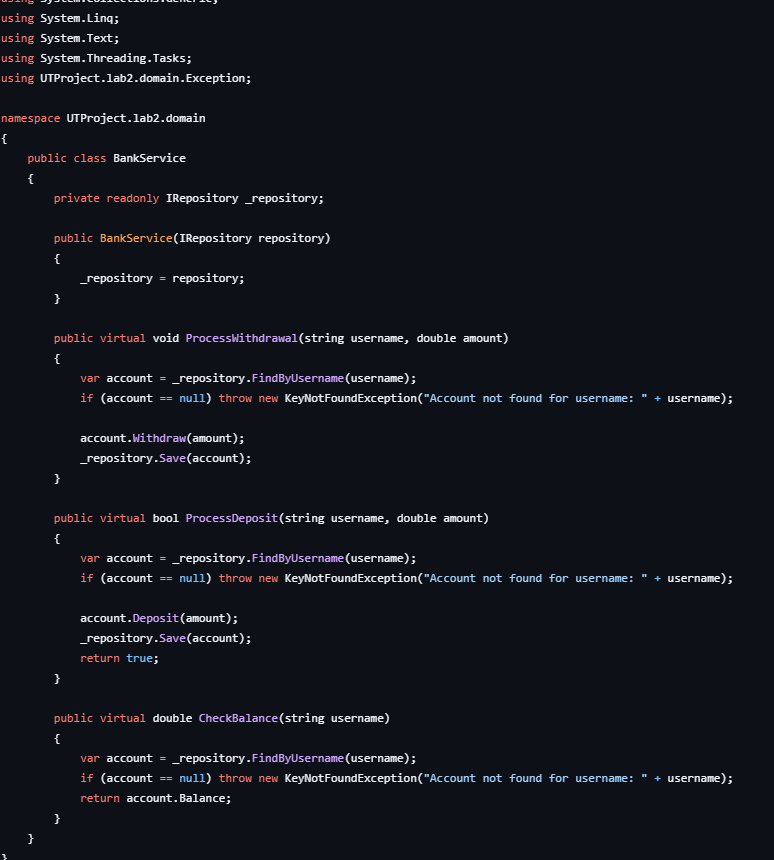 using System.Collections.Generic;
using System.Linq;
using System.Text;
using System.Threading.Tasks;
using UTProject.lab2.domain.Exception;

namespace UTProject.lab2.domain
{
    public class BankService
    {
        private readonly IRepository _repository;

        public BankService(IRepository repository)
        {
            _repository = repository;
        }

        public virtual void ProcessWithdrawal(string username, double amount)
        {
            var account = _repository.FindByUsername(username);
            if (account == null) throw new KeyNotFoundException("Account not found for username: " + username);

            account.Withdraw(amount);
            _repository.Save(account);
        }

        public virtual bool ProcessDeposit(string username, double amount)
        {
            var account = _repository.FindByUsername(username);
            if (account == null) throw new KeyNotFoundException("Account not found for username: " + username);

            account.Deposit(amount);
            _repository.Save(account);
            return true;
        }

        public virtual double CheckBalance(string username)
        {
            var account = _repository.FindByUsername(username);
            if (account == null) throw new KeyNotFoundException("Account not found for username: " + username);
            return account.Balance;
        }
    }
}